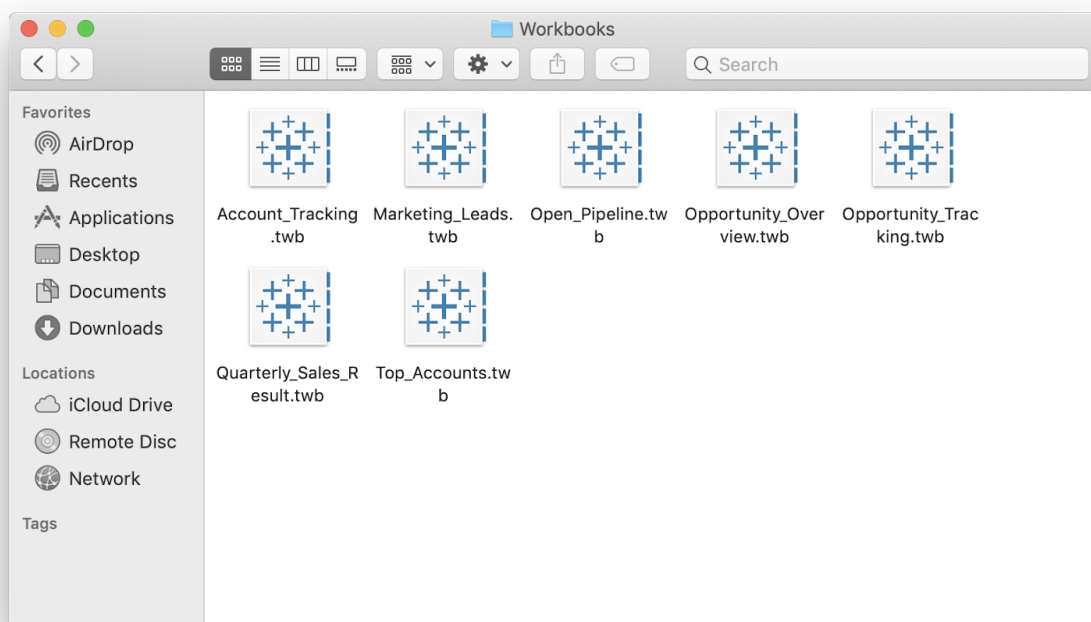 Workbooks
Search
Favorites
AirDrop
Recents
Applications
Desktop
Documents
Downloads
Locations
iCloud Drive
Remote Disc
Network
Tags
Account_Tracking
.twb
Marketing_Leads.
twb
Open_Pipeline.tw
b
Opportunity_Over
view.twb
Opportunity_Trac
king.twb
Quarterly_Sales_R
esult.twb
Top_Accounts.tw
b